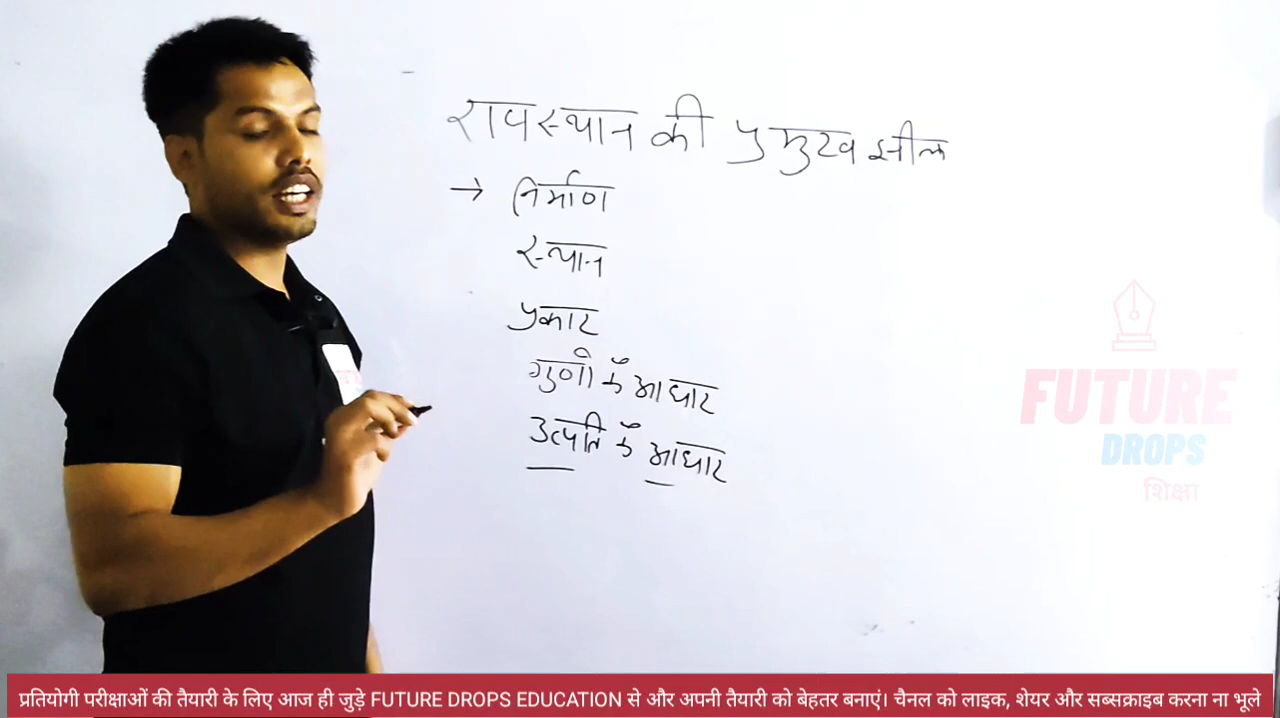 राजस्थान की प्रमुख झील
→ निर्माण
स्थान
प्रकार
गुणों के आधार
उत्पति के आधार
FUTURE
DROPS
शिक्षा
प्रतियोगी परीक्षाओं की तैयारी के लिए आज ही जुड़े FUTURE DROPS EDUCATION से और अपनी तैयारी को बेहतर बनाएं। चैनल को लाइक, शेयर और सब्सक्राइब करना ना भूले